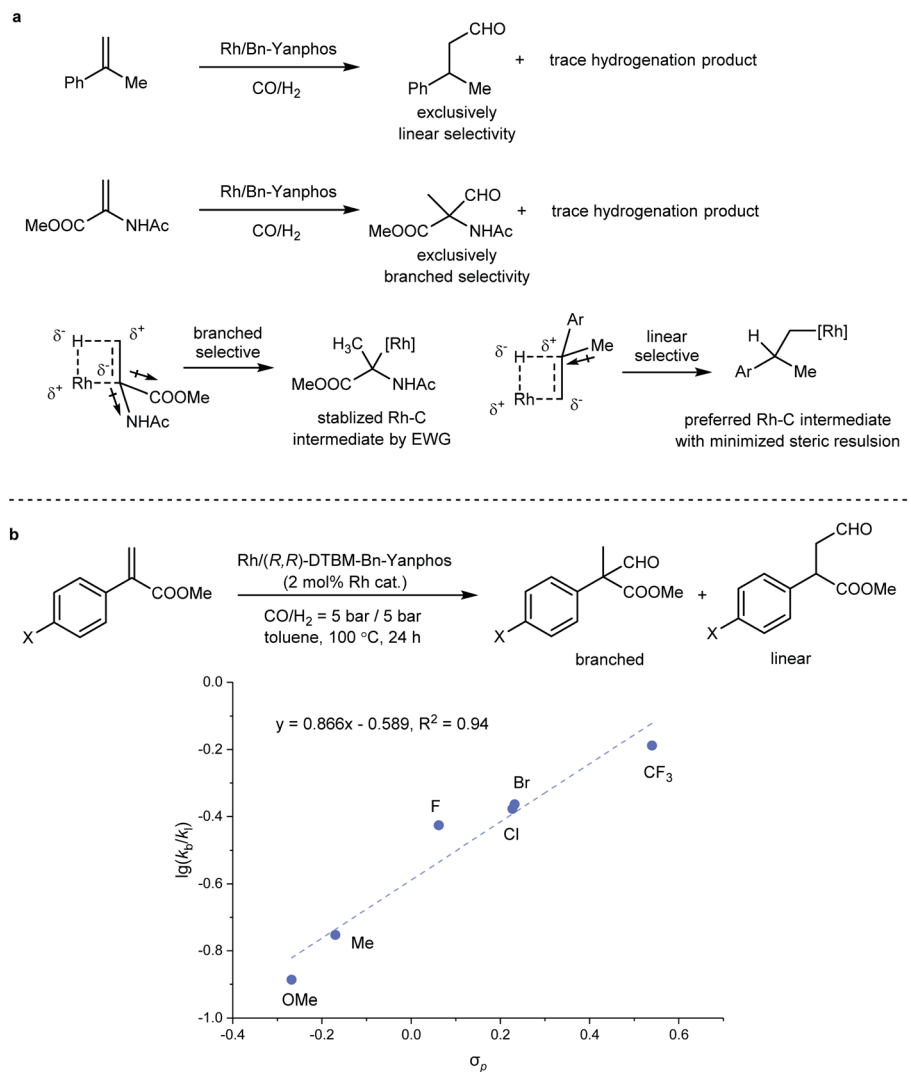 a
Ph
Me
Rh/Bn-Yanphos
CO/H2
CHO
Ph
Me
exclusively
linear selectivity
+
trace hydrogenation product
MeOOC
NHAc
Rh/Bn-Yanphos
CO/H2
CHO
MeOOC
NHAc
exclusively
branched selectivity
+
trace hydrogenation product
δ-
H
δ+
δ-
δ+
Rh
COOMe
NHAc
branched
selective
H3C
[Rh]
MeOOC
NHAc
stablized Rh-C
intermediate by EWG
Ar
δ+
Me
δ-
H
δ+
Rh
δ-
linear
selective
H
[Rh]
Ar
Me
preferred Rh-C intermediate
with minimized steric resulsion
b
COOMe
X
Rh/(R,R)-DTBM-Bn-Yanphos
(2 mol% Rh cat.)
CO/H2 = 5 bar / 5 bar
toluene, 100 °C, 24 h
CHO
COOMe
X
branched
+
CHO
COOMe
X
linear
y = 0.866x - 0.589, R2 = 0.94
lg(kb/kl)
0.0
-0.2
-0.4
-0.6
-0.8
-1.0
OMe
Me
F
Br
Cl
CF3
-0.4
-0.2
0.0
0.2
0.4
0.6
σp